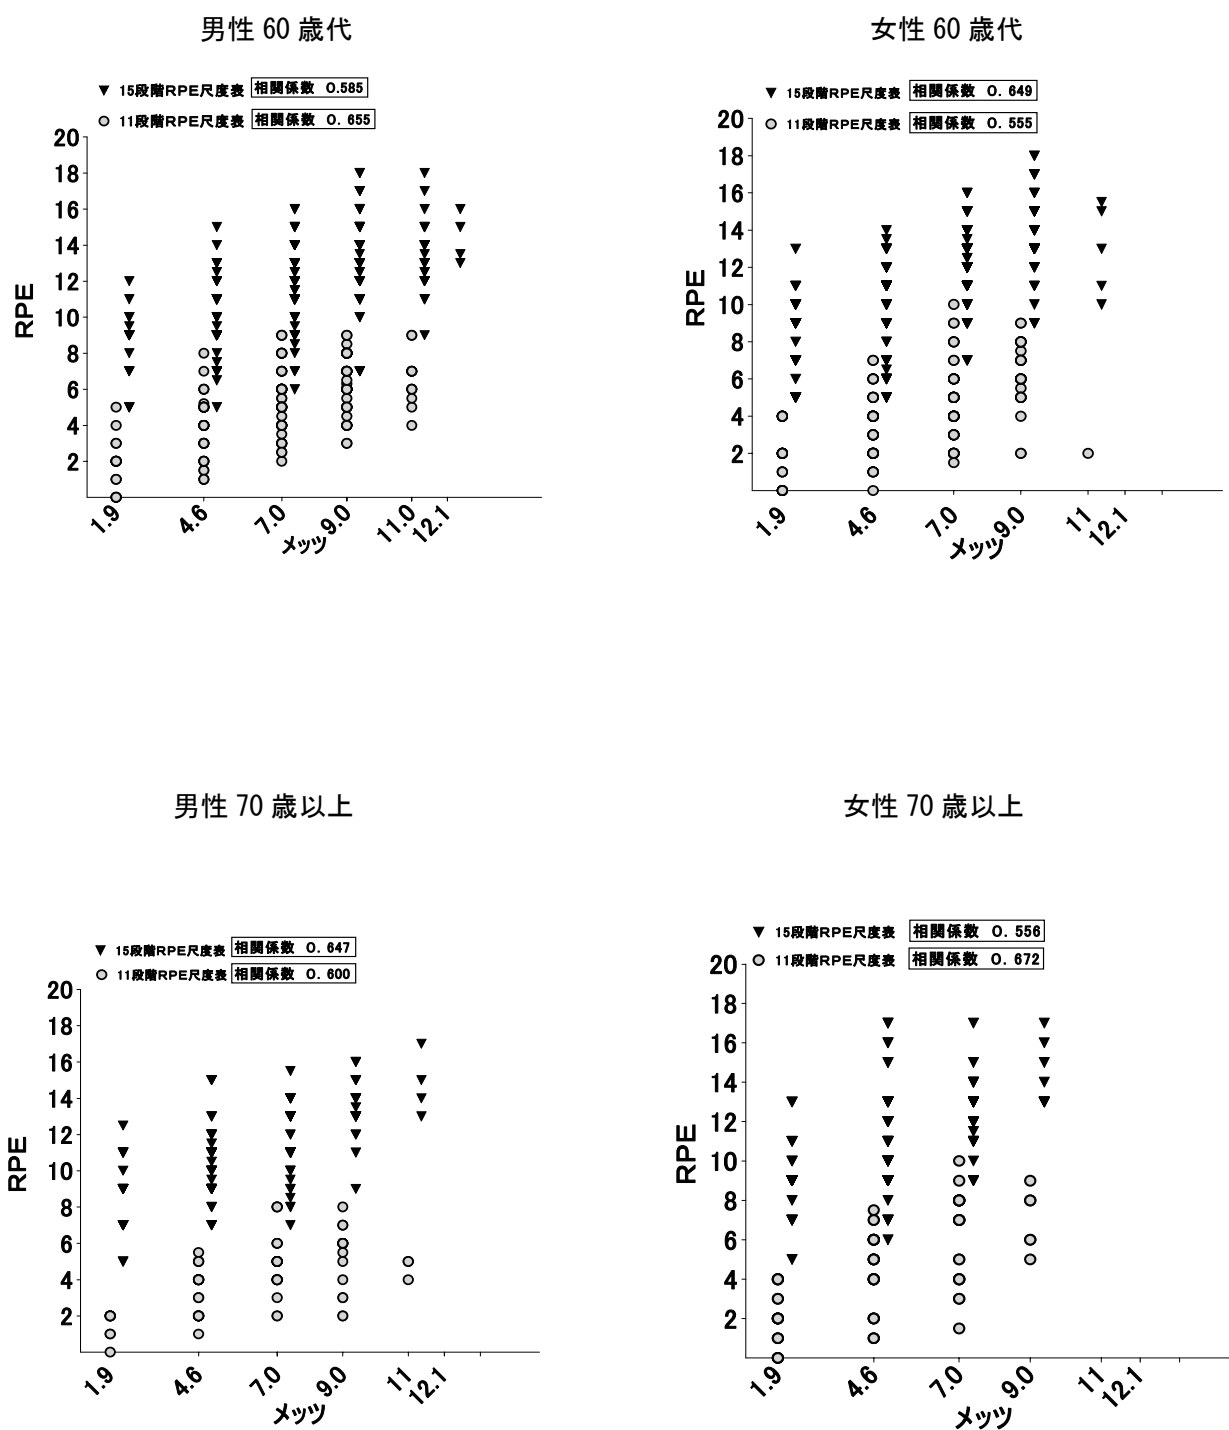 男性 60 歳代
15段階RPE尺度表 相関係数 0.585
11段階RPE尺度表 相関係数 0. 655
20
18
16
14
12
10
8
6
4
2
RPE
1.9 4.6 7.0 9.0 11.0 12.1
メッツ
女性 60 歳代
15段階RPE尺度表 相関係数 0. 649
11段階RPE尺度表 相関係数 0. 555
20
18
16
14
12
10
8
6
4
2
RPE
1.9 4.6 7.0 9.0 11 12.1
メッツ
男性 70 歳以上
15段階RPE尺度表 相関係数 0. 647
11段階RPE尺度表 相関係数 0. 600
20
18
16
14
12
10
8
6
4
2
RPE
1.9 4.6 7.0 9.0 11 12.1
メッツ
女性 70 歳以上
15段階RPE尺度表 相関係数 0. 556
11段階RPE尺度表 相関係数 0. 672
20
18
16
14
12
10
8
6
4
2
RPE
1.9 4.6 7.0 9.0 11 12.1
メッツ